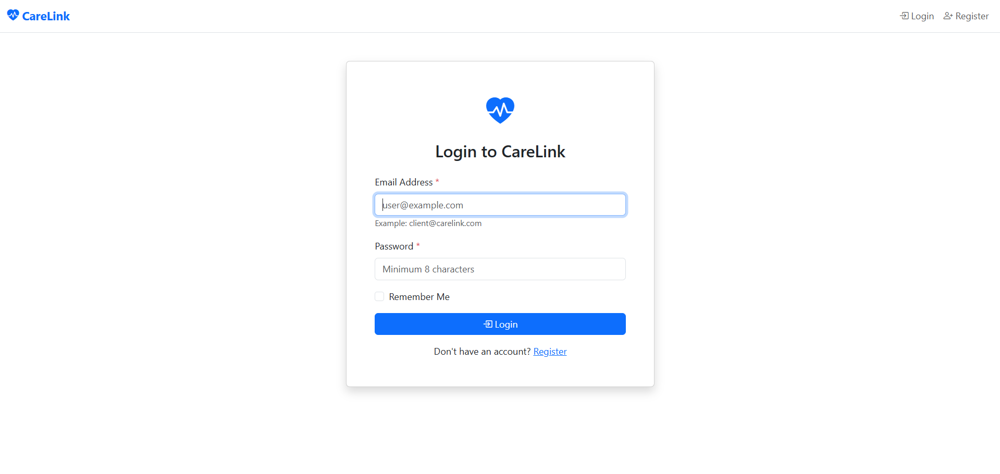 CareLink
Login
Register
Login to CareLink
Email Address *
user@example.com
Example: client@carelink.com
Password *
Minimum 8 characters
Remember Me
Login
Don't have an account? Register